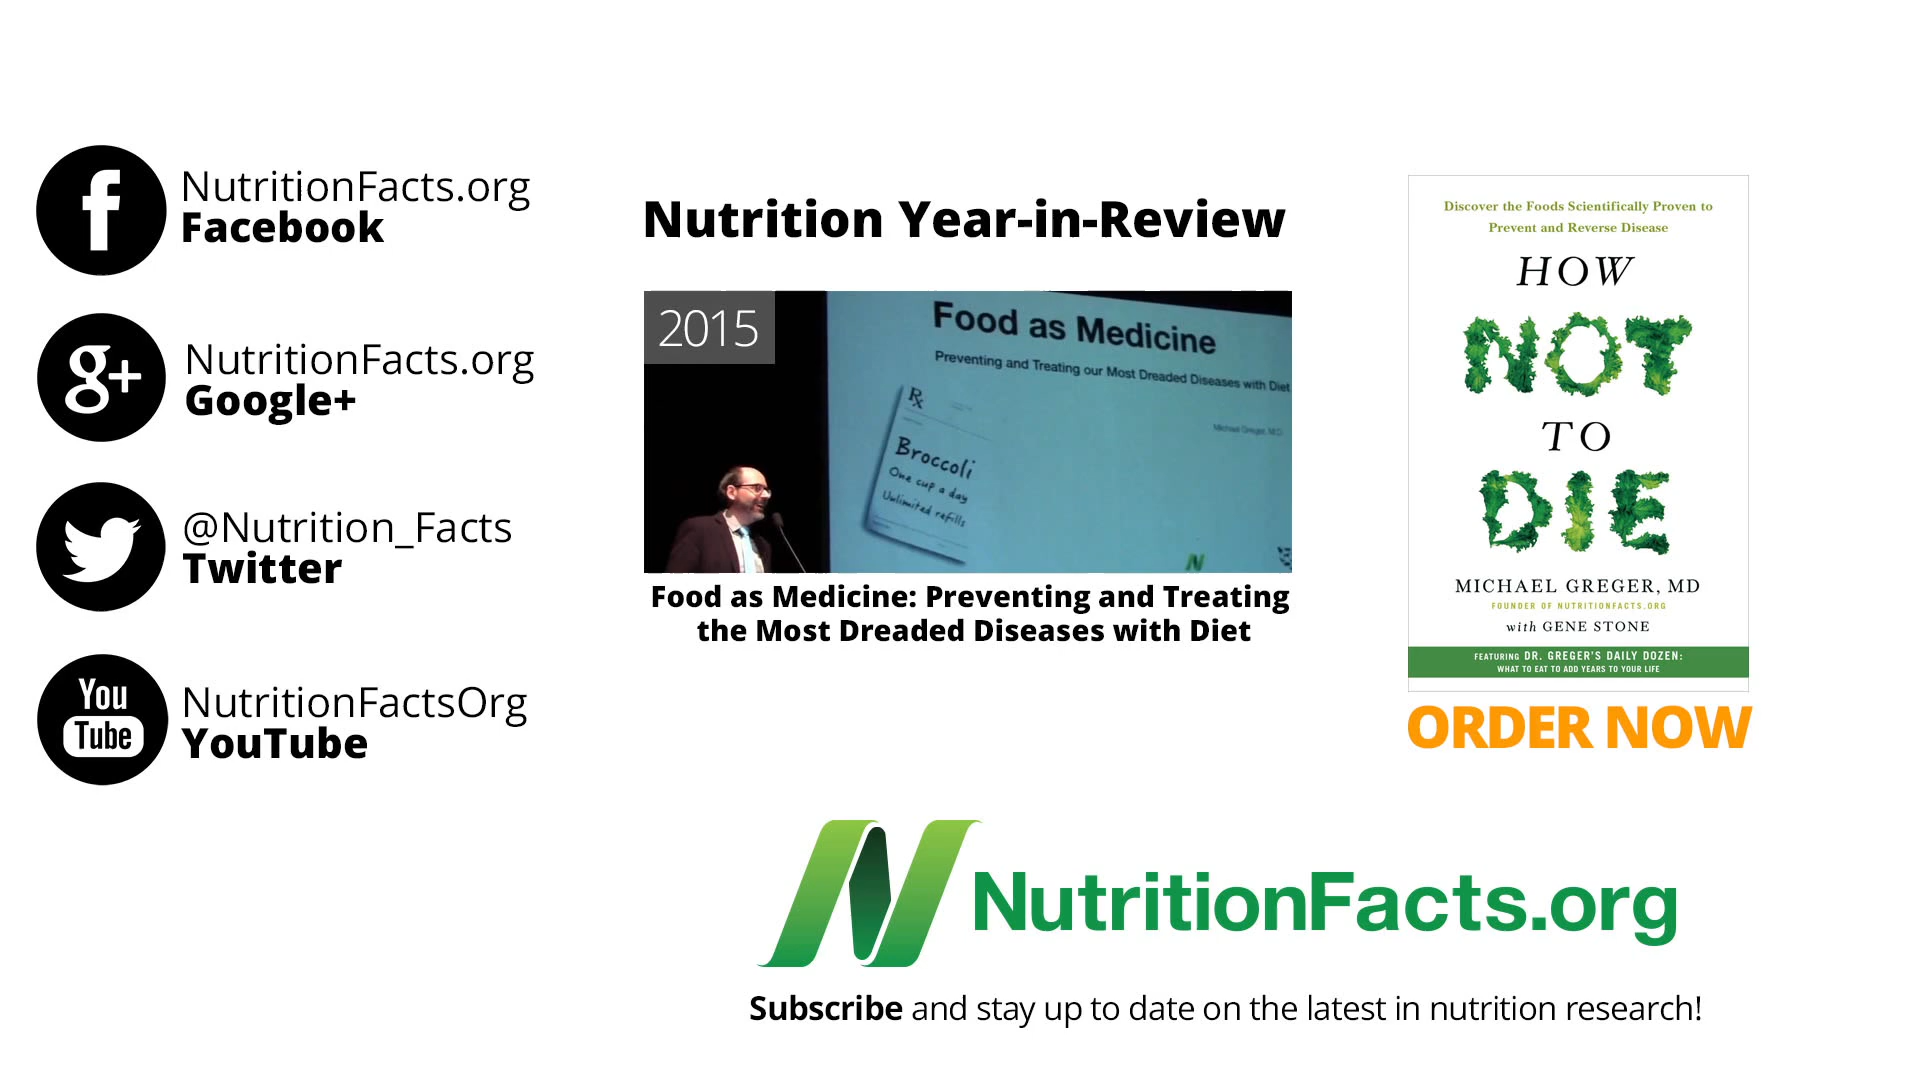 NutritionFacts.org
Facebook
NutritionFacts.org
Google+
@Nutrition_Facts
Twitter
You
Tube
NutritionFactsOrg
YouTube
Nutrition Year-in-Review
2015
Food as Medicine
Preventing and Treating our Most Dreaded Diseases with Diet
Rx
Broccoli
One cup a day
Unlimited refills
Michael Greger, M.D.
Food as Medicine: Preventing and Treating
the Most Dreaded Diseases with Diet
Discover the Foods Scientifically Proven to
Prevent and Reverse Disease
HOW
NOT
TO
DIE
MICHAEL GREGER, MD
FOUNDER OF NUTRITIONFACTS.ORG
with GENE STONE
FEATURING DR. GREGER'S DAILY DOZEN:
WHAT TO EAT TO ADD YEARS TO YOUR LIFE
ORDER NOW
NutritionFacts.org
Subscribe and stay up to date on the latest in nutrition research!